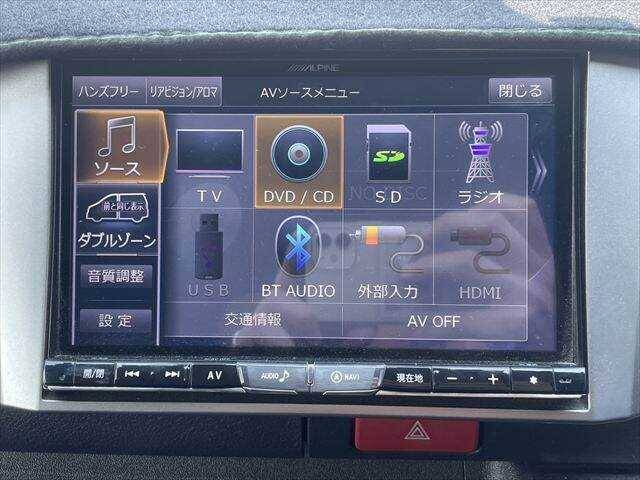 ALPINE
ハンズフリー リアビジョン/アロマ AVソースメニュー 閉じる
ソース
TV DVD / CD SD ラジオ
前と同じ表示
ダブルゾーン
音質調整
USB BT AUDIO 外部入力 HDMI
設定 交通情報 AV OFF
開/閉 AV AUDIO NAVI 現在地